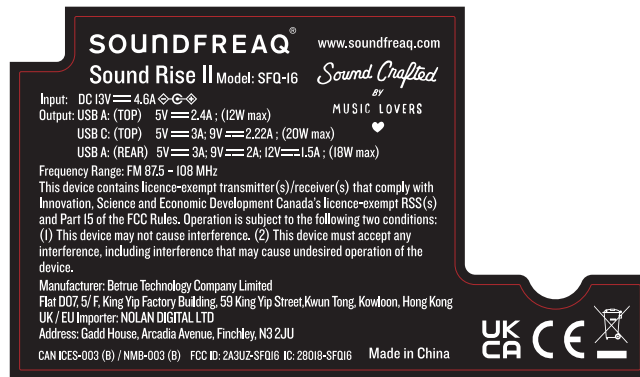 SOUNDFREAQ® www.soundfreaq.com
Sound Rise II Model: SFQ-16 Sound Crafted
BY
MUSIC LOVERS
Input: DC 13V⎓4.6A
Output: USB A: (TOP) 5V⎓2.4A ; (12W max)
USB C: (TOP) 5V⎓3A; 9V⎓2.22A ; (20W max)
USB A: (REAR) 5V⎓3A; 9V⎓2A; 12V⎓1.5A ; (18W max)
Frequency Range: FM 87.5 - 108 MHz
This device contains licence-exempt transmitter(s)/receiver(s) that comply with
Innovation, Science and Economic Development Canada's licence-exempt RSS(s)
and Part 15 of the FCC Rules. Operation is subject to the following two conditions:
(1) This device may not cause interference. (2) This device must accept any
interference, including interference that may cause undesired operation of the
device.
Manufacturer: Betrue Technology Company Limited
Flat D07, 5/ F, King Yip Factory Building, 59 King Yip Street,Kwun Tong, Kowloon, Hong Kong
UK / EU Importer: NOLAN DIGITAL LTD
Address: Gadd House, Arcadia Avenue, Finchley, N3 2JU
CAN ICES-003 (B) / NMB-003 (B) FCC ID: 2A3UZ-SFQ16 IC: 28018-SFQ16 Made in China
UK
CA CE